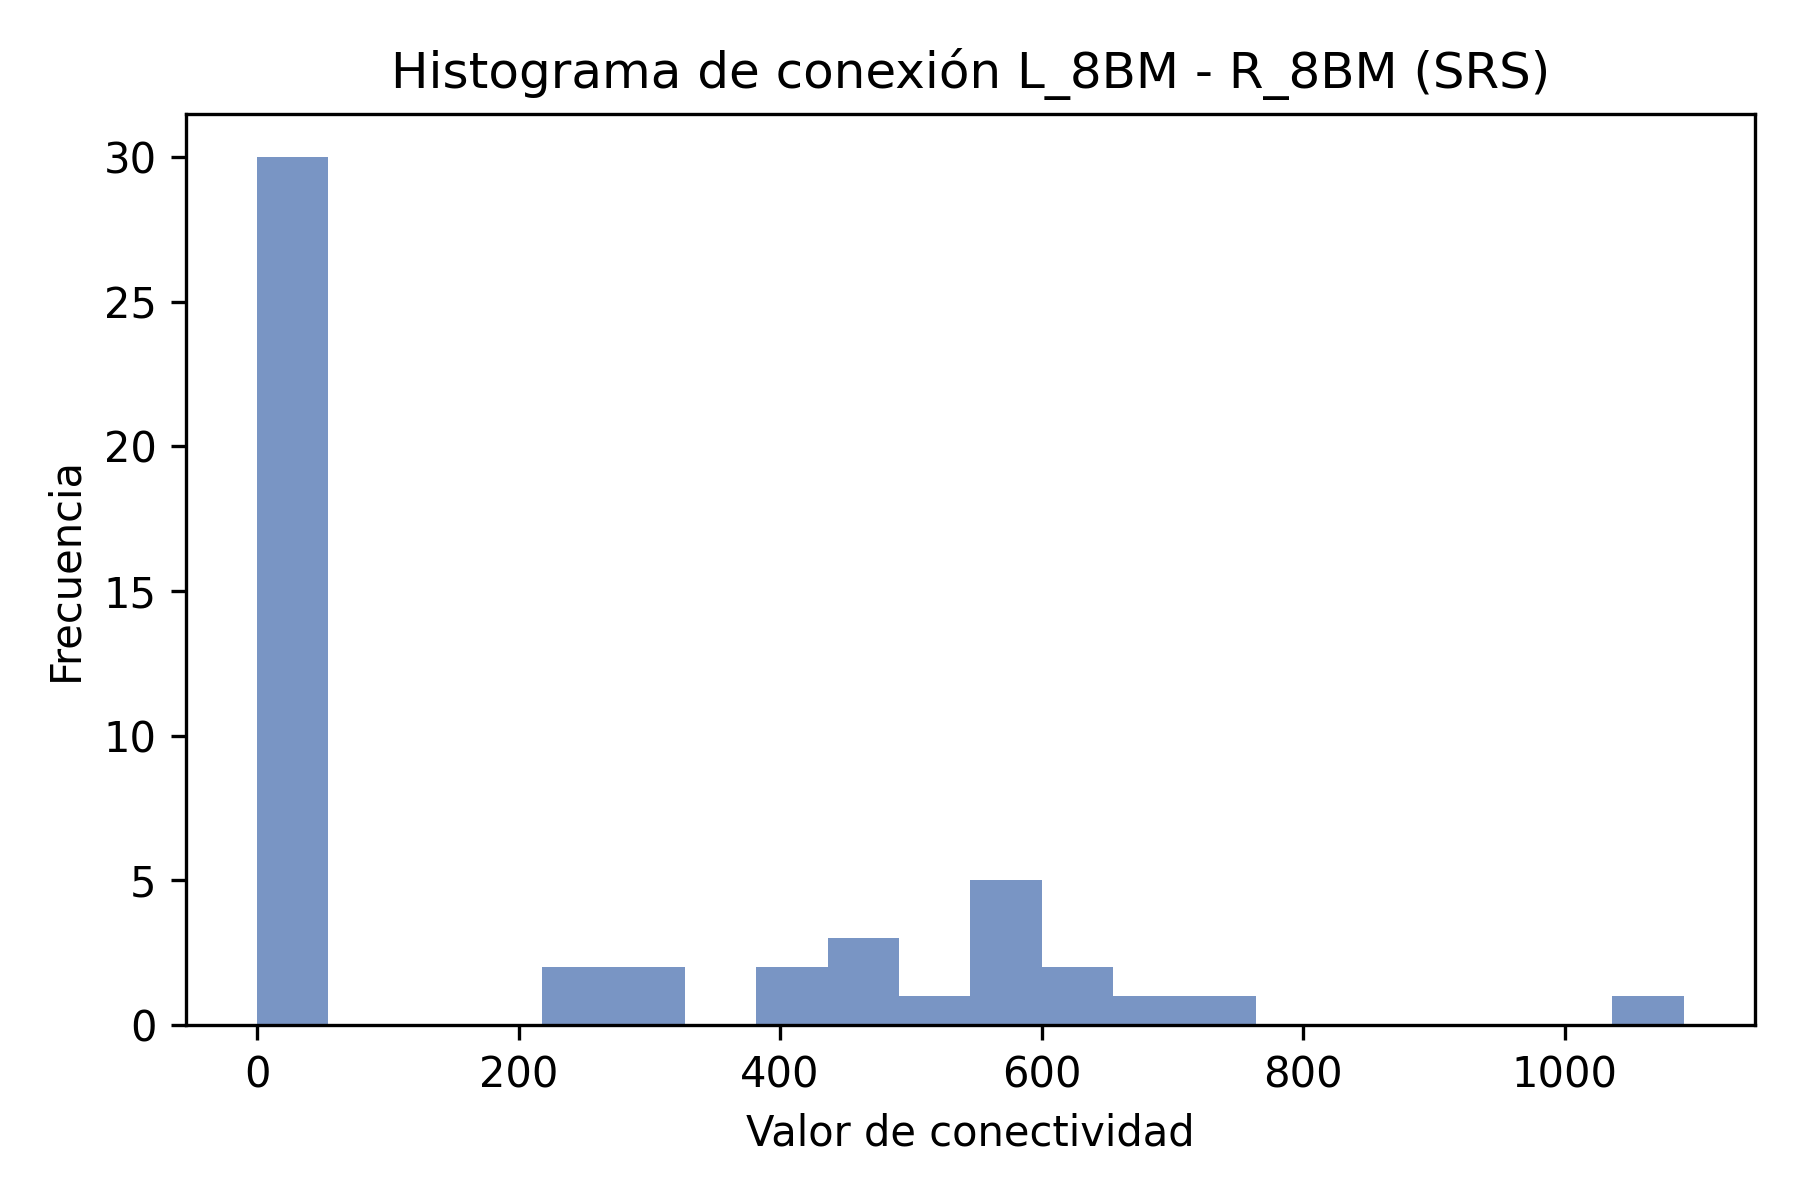 Histograma de conexión L_8BM - R_8BM (SRS)
30
25
20
15
10
5
0
Frecuencia
0 200 400 600 800 1000
Valor de conectividad